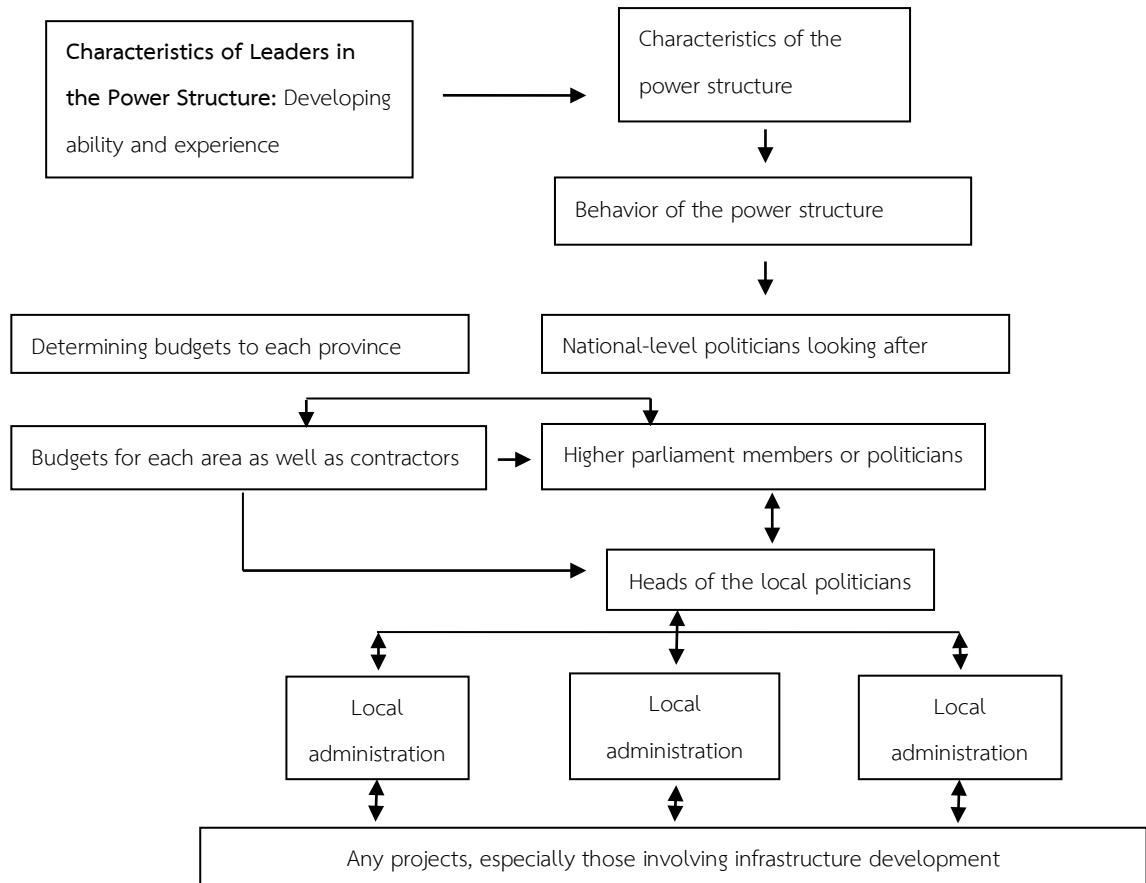 Characteristics of Leaders in
the Power Structure: Developing
ability and experience
Characteristics of the
power structure
Behavior of the power structure
Determining budgets to each province
National-level politicians looking after
Budgets for each area as well as contractors
Higher parliament members or politicians
Heads of the local politicians
Local
administration
Local
administration
Local
administration
Any projects, especially those involving infrastructure development